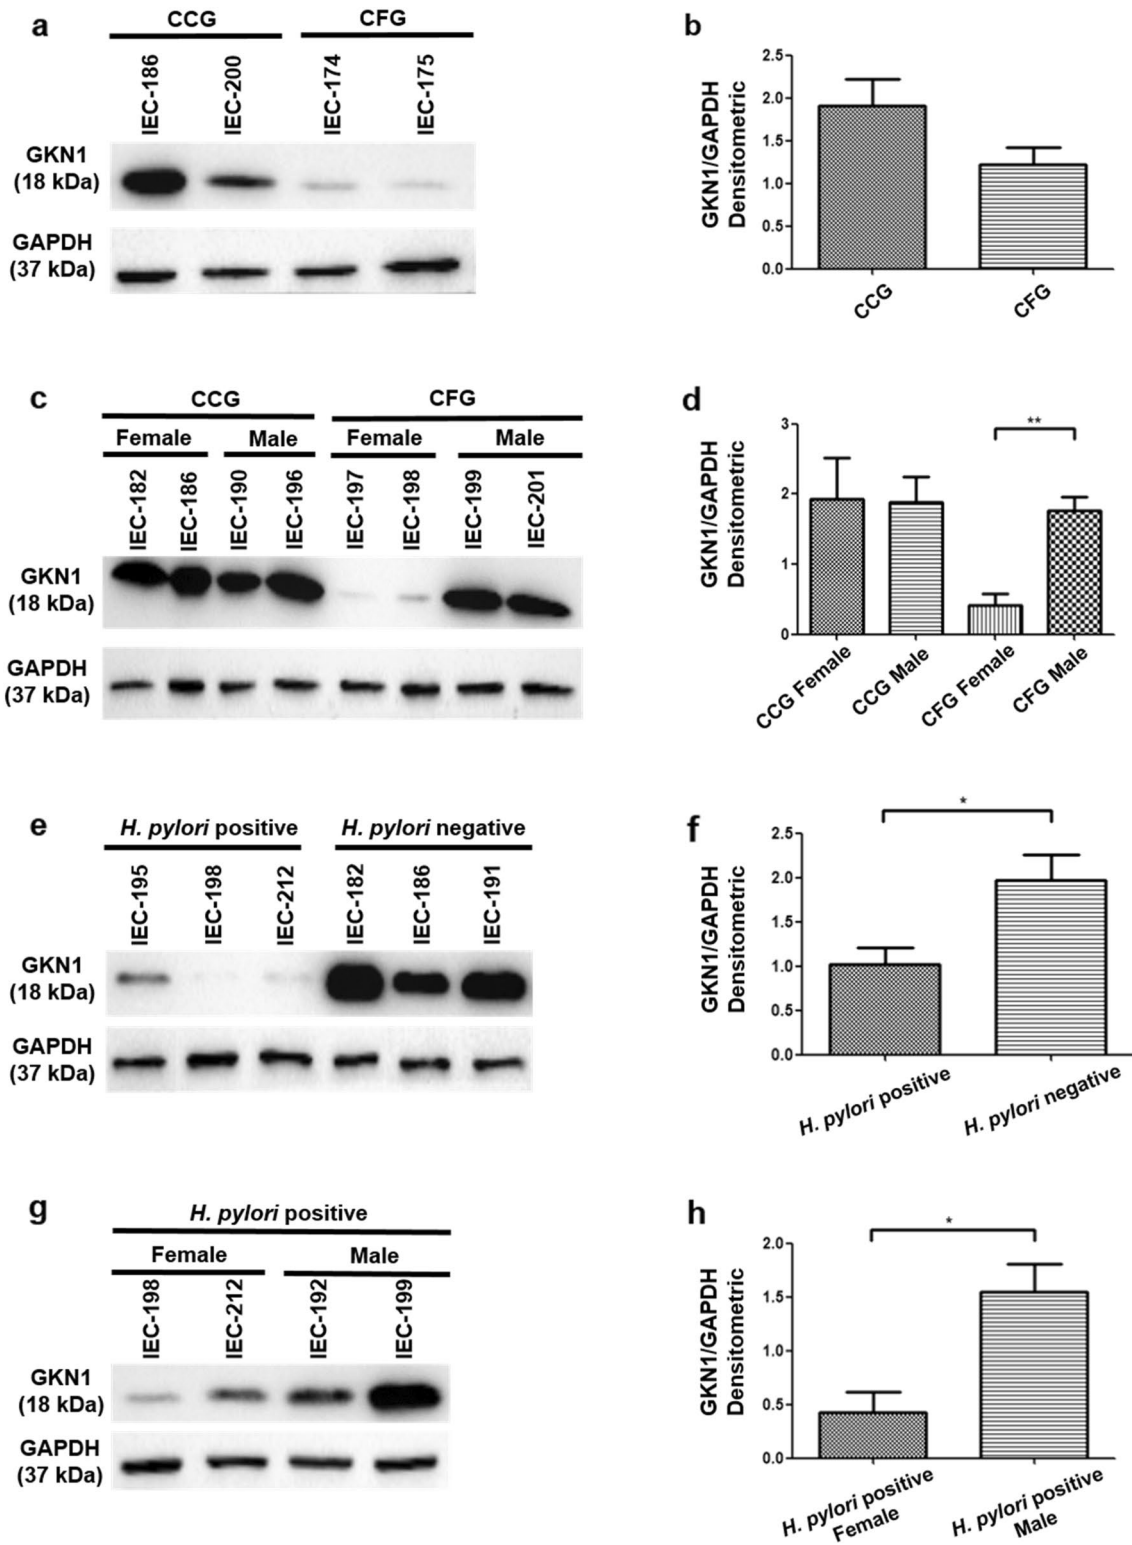 a
CCG CFG
IEC-186 IEC-200 IEC-174 IEC-175
GKN1
(18 kDa)
GAPDH
(37 kDa)
b
GKN1/GAPDH
Densitometric
2.5
2.0
1.5
1.0
0.5
0.0
CCG CFG
c
CCG CFG
Female Male Female Male
IEC-182 IEC-186 IEC-190 IEC-196 IEC-197 IEC-198 IEC-199 IEC-201
GKN1
(18 kDa)
GAPDH
(37 kDa)
d
GKN1/GAPDH
Densitometric
3
2
1
0
**
CCG Female CCG Male CFG Female CFG Male
e
H. pylori positive H. pylori negative
IEC-195 IEC-198 IEC-212 IEC-182 IEC-186 IEC-191
GKN1
(18 kDa)
GAPDH
(37 kDa)
f
GKN1/GAPDH
Densitometric
2.5
2.0
1.5
1.0
0.5
0.0
*
H. pylori positive H. pylori negative
g
H. pylori positive
Female Male
IEC-198 IEC-212 IEC-192 IEC-199
GKN1
(18 kDa)
GAPDH
(37 kDa)
h
GKN1/GAPDH
Densitometric
2.0
1.5
1.0
0.5
0.0
*
H. pylori positive
Female
H. pylori positive
Male